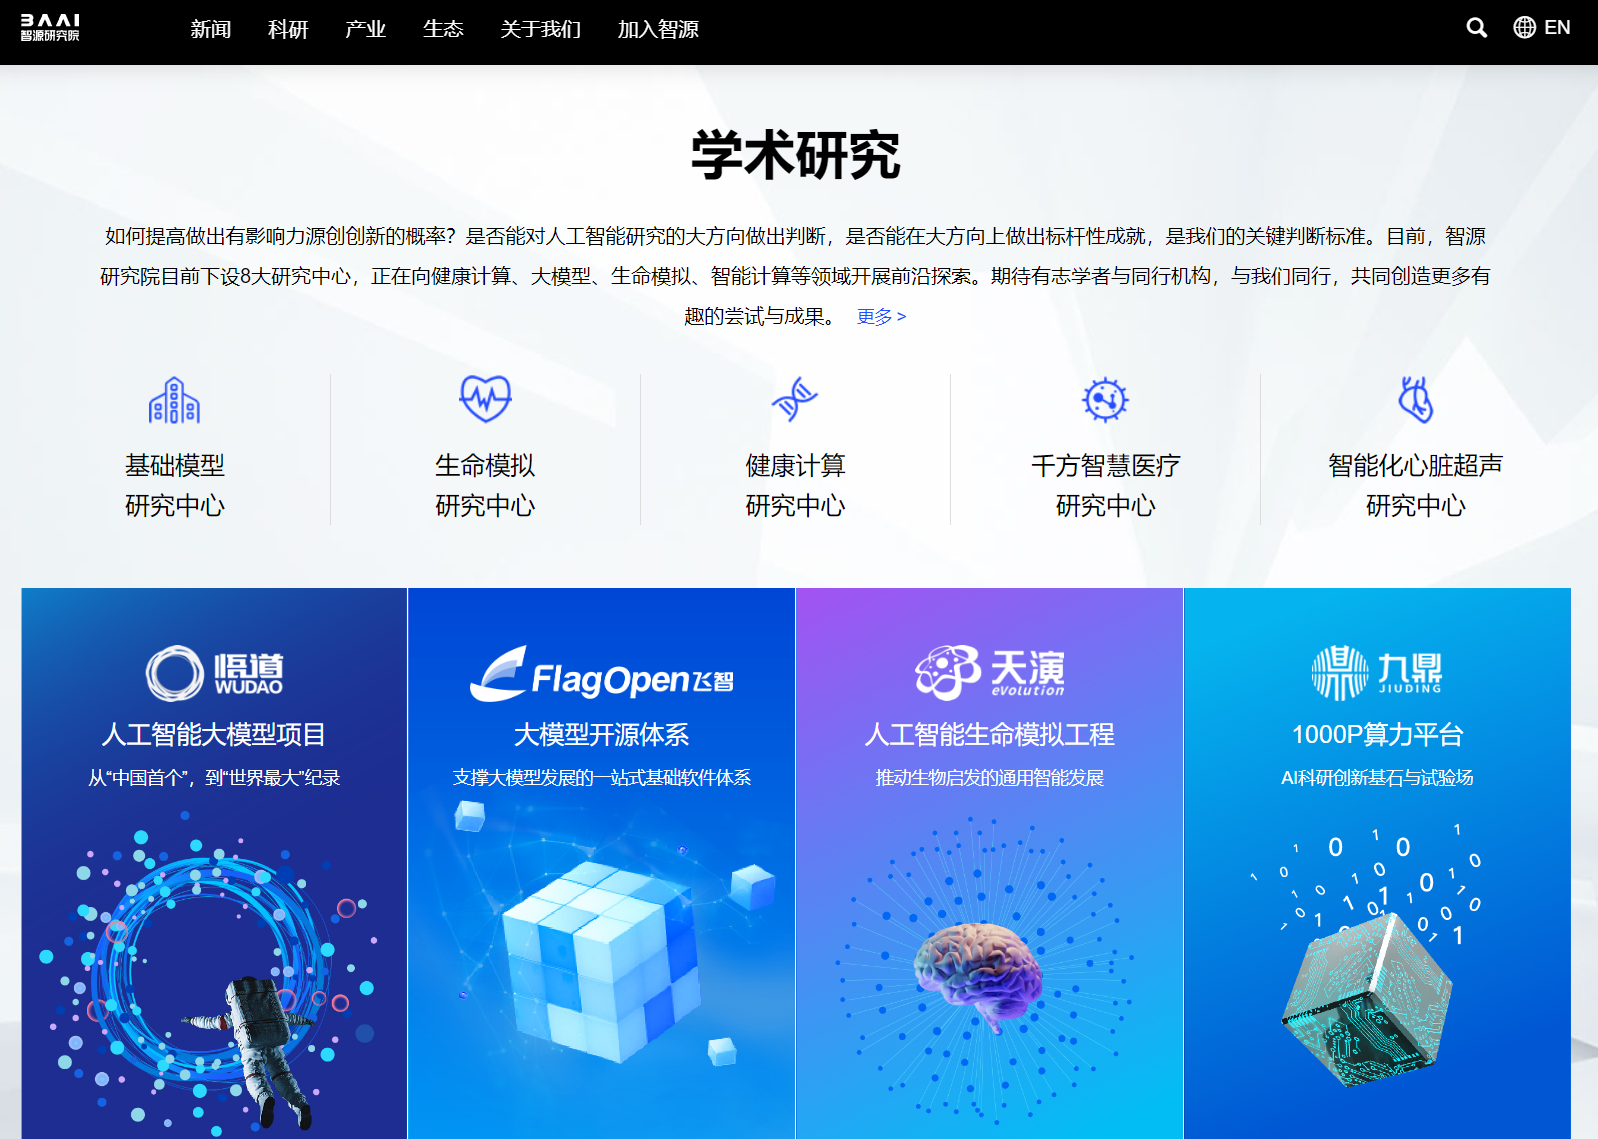 BAAI
智源研究院
新闻 科研 产业 生态 关于我们 加入智源 EN
学术研究
如何提高做出有影响力源创创新的概率？是否能对人工智能研究的大方向做出判断，是否能在大方向上做出标杆性成就，是我们的关键判断标准。目前，智源
研究院目前下设8大研究中心，正在向健康计算、大模型、生命模拟、智能计算等领域开展前沿探索。期待有志学者与同行机构，与我们同行，共同创造更多有
趣的尝试与成果。 更多 >
基础模型
研究中心
生命模拟
研究中心
健康计算
研究中心
千方智慧医疗
研究中心
智能化心脏超声
研究中心
悟道
WUDAO
人工智能大模型项目
从“中国首个”，到“世界最大”纪录
FlagOpen飞智
大模型开源体系
支撑大模型发展的一站式基础软件体系
天演
eVolution
人工智能生命模拟工程
推动生物启发的通用智能发展
九鼎
JIUDING
1000P算力平台
AI科研创新基石与试验场